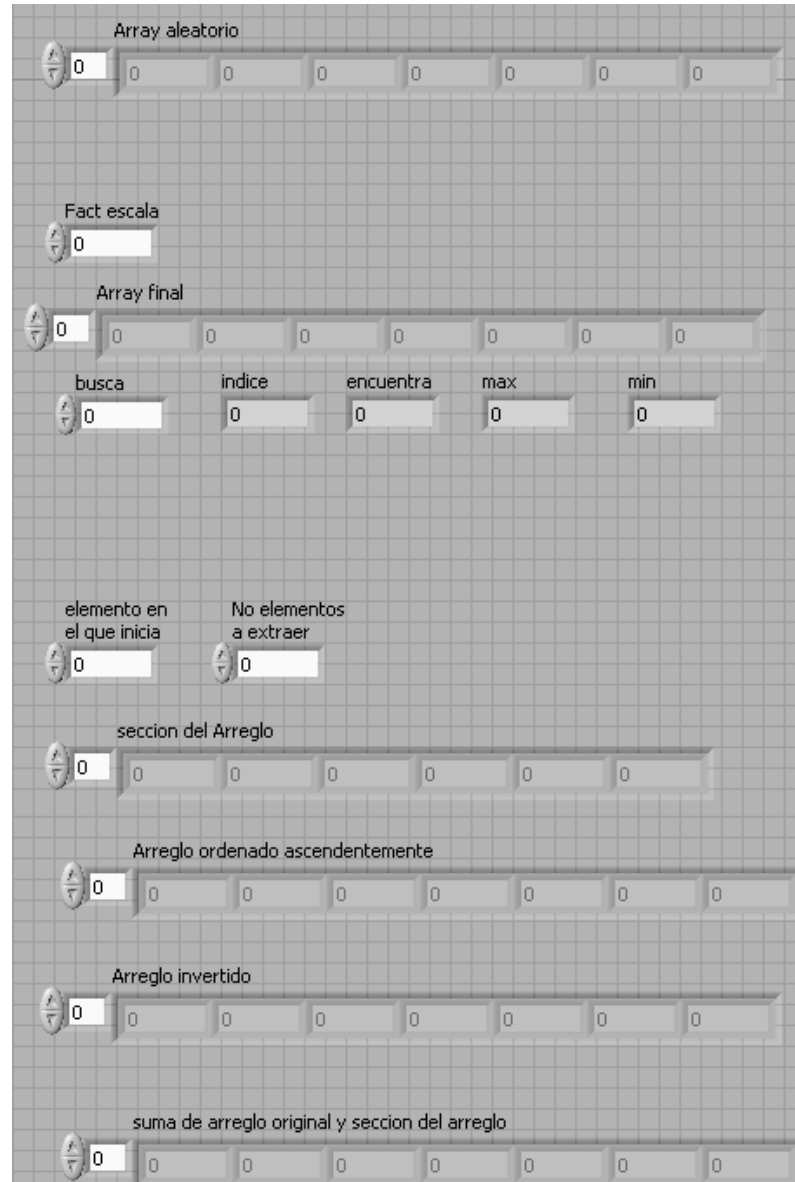 Array aleatorio
0 0 0 0 0 0 0 0
Fact escala
0
Array final
0 0 0 0 0 0 0 0
busca indice encuentra max min
0 0 0 0 0
elemento en No elementos
el que inicia a extraer
0 0
seccion del Arreglo
0 0 0 0 0 0 0
Arreglo ordenado ascendentemente
0 0 0 0 0 0 0 0
Arreglo invertido
0 0 0 0 0 0 0 0
suma de arreglo original y seccion del arreglo
0 0 0 0 0 0 0 0